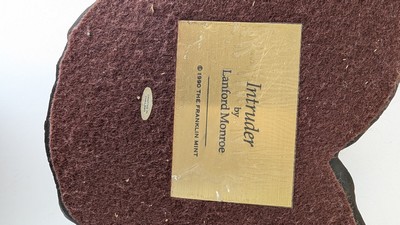 Intruder
by
Lanford Monroe
© 1990 THE FRANKLIN MINT